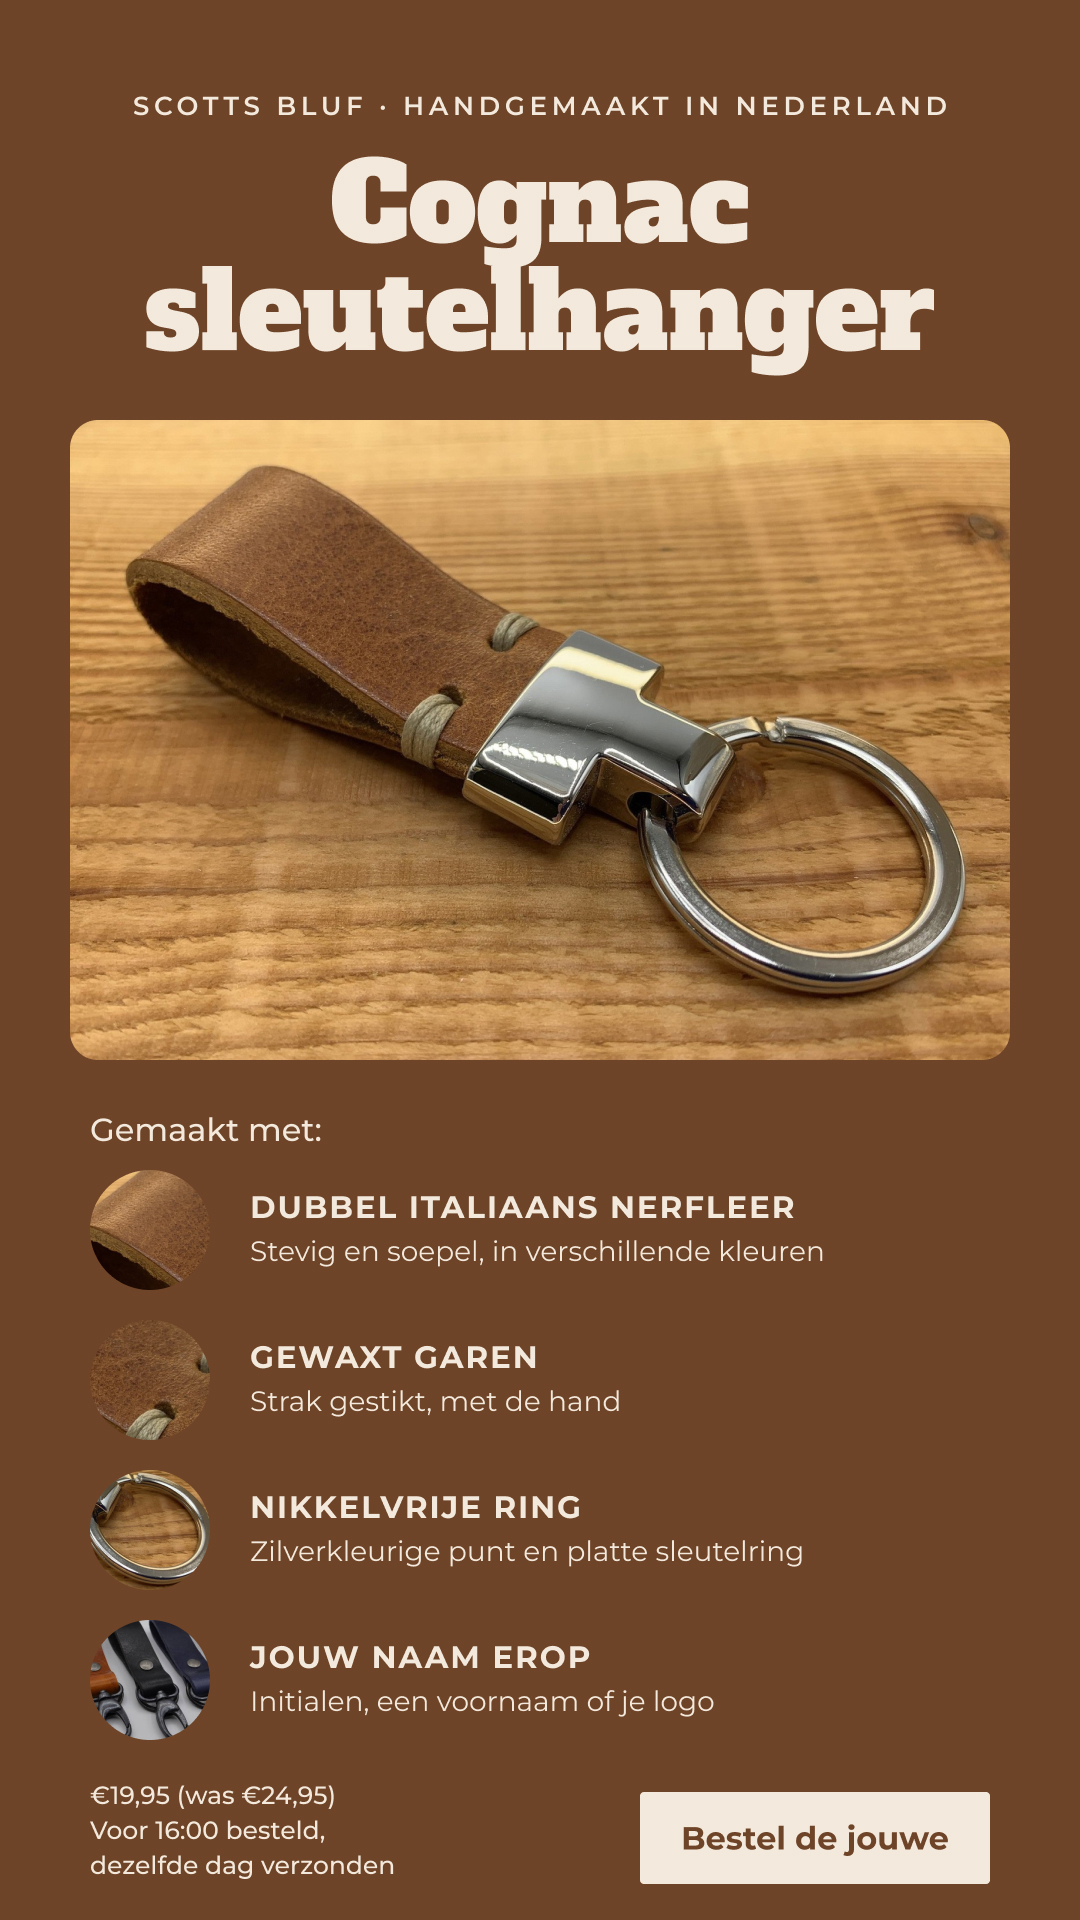 SCOTTS BLUF · HANDGEMAAKT IN NEDERLAND
Cognac
sleutelhanger
Gemaakt met:
DUBBEL ITALIAANS NERFLEER
Stevig en soepel, in verschillende kleuren
GEWAXT GAREN
Strak gestikt, met de hand
NIKKELVRIJE RING
Zilverkleurige punt en platte sleutelring
JOUW NAAM EROP
Initialen, een voornaam of je logo
€19,95 (was €24,95)
Voor 16:00 besteld,
dezelfde dag verzonden
Bestel de jouwe